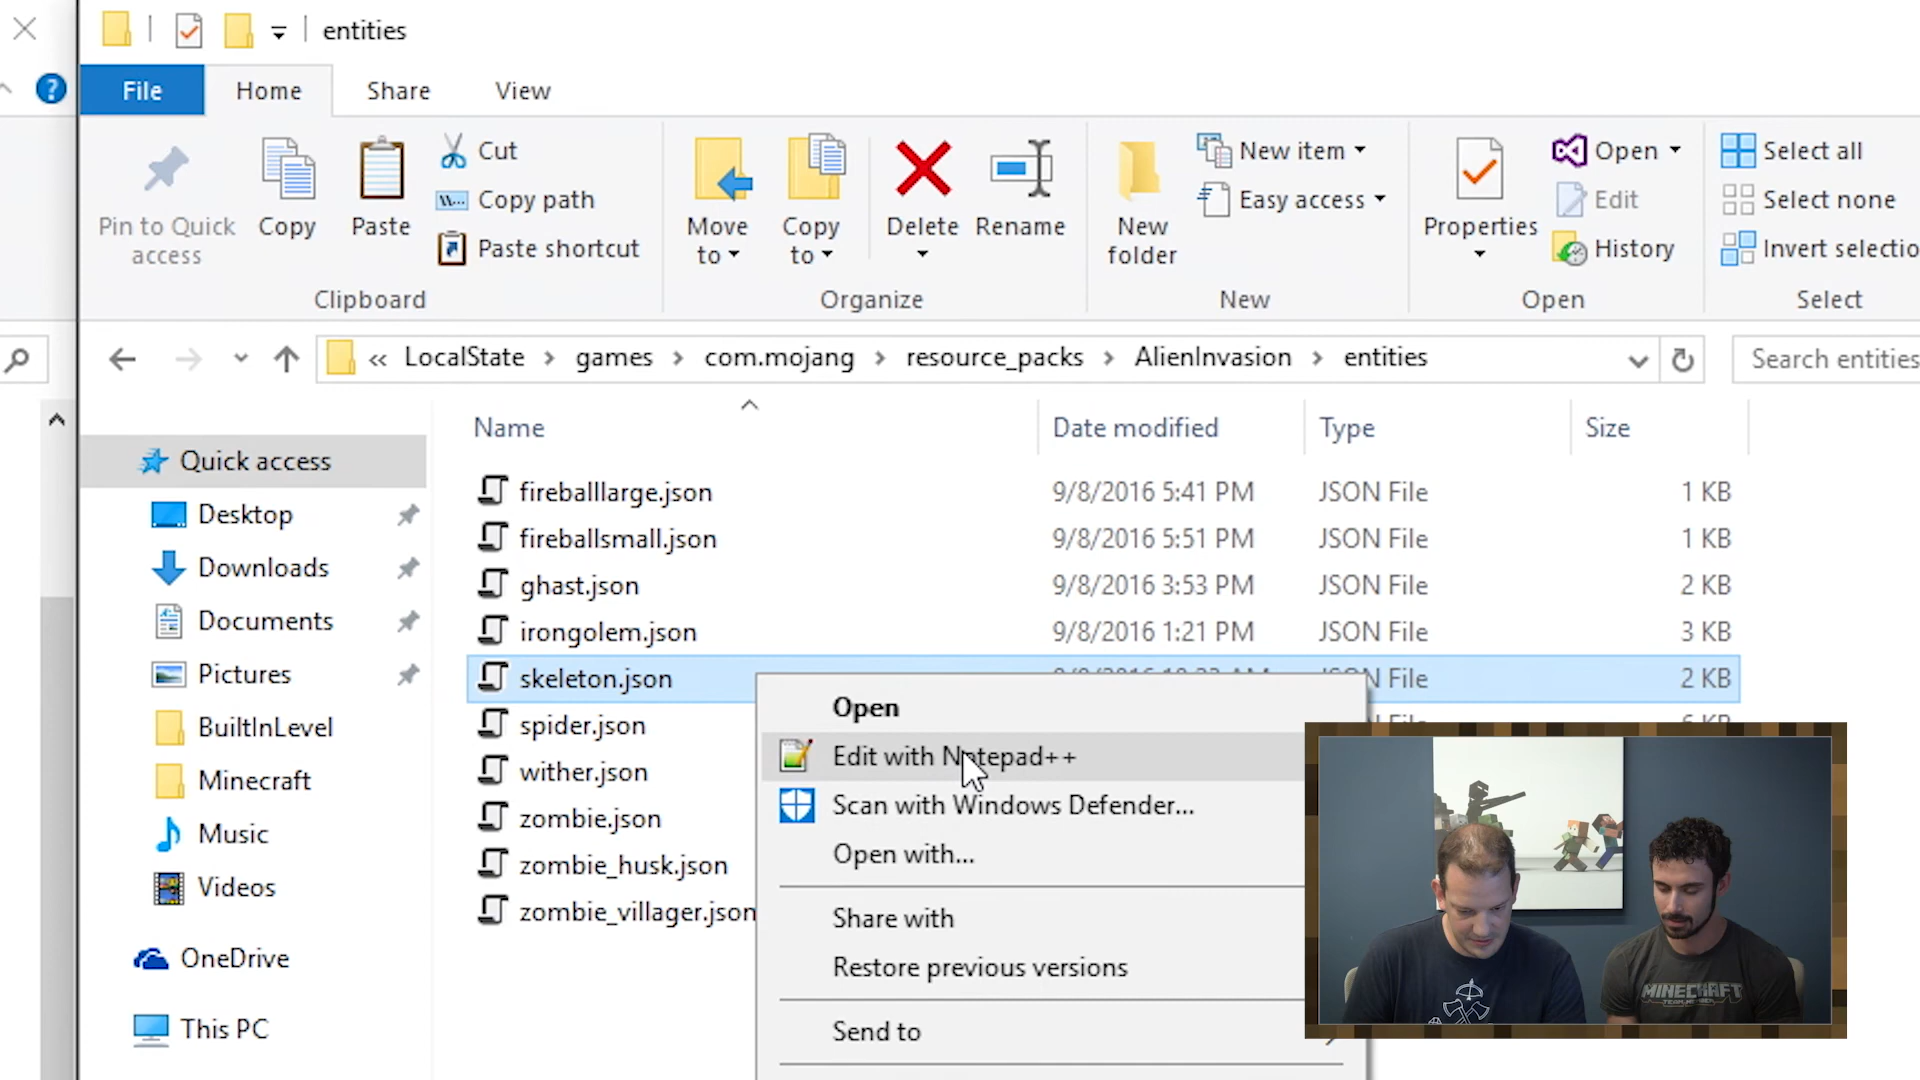 entities
File Home Share View
Pin to Quick access
Copy
Paste
Cut
Copy path
Paste shortcut
Clipboard
Move to
Copy to
Delete
Rename
Organize
New folder
New item
Easy access
New
Properties
Open
Edit
History
Open
Select all
Select none
Invert selectio
Select
« LocalState > games > com.mojang > resource_packs > AlienInvasion > entities
Search entities
Quick access
Desktop
Downloads
Documents
Pictures
BuiltInLevel
Minecraft
Music
Videos
OneDrive
This PC
Name Date modified Type Size
fireballlarge.json 9/8/2016 5:41 PM JSON File 1 KB
fireballsmall.json 9/8/2016 5:51 PM JSON File 1 KB
ghast.json 9/8/2016 3:53 PM JSON File 2 KB
irongolem.json 9/8/2016 1:21 PM JSON File 3 KB
skeleton.json File 2 KB
spider.json
wither.json
zombie.json
zombie_husk.json
zombie_villager.json
Open
Edit with Notepad++
Scan with Windows Defender...
Open with...
Share with
Restore previous versions
Send to
MINECRAFT